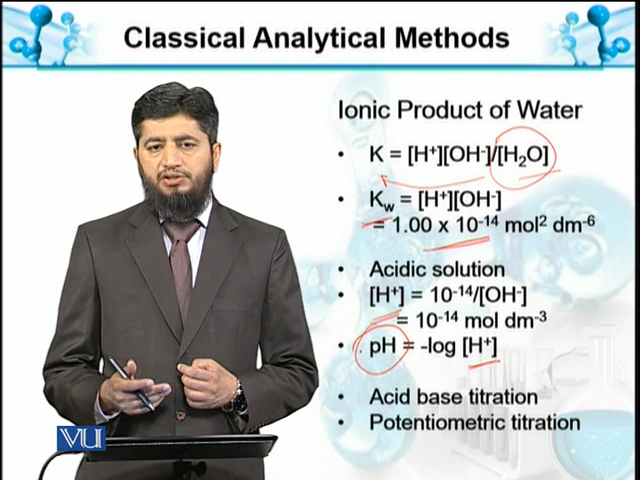 Classical Analytical Methods
Ionic Product of Water
• K = [H⁺][OH⁻]/[H₂O]
• Kw = [H⁺][OH⁻]
= 1.00 x 10⁻¹⁴ mol² dm⁻⁶
• Acidic solution
• [H⁺] = 10⁻¹⁴/[OH⁻]
= 10⁻¹⁴ mol dm⁻³
• pH = -log [H⁺]
• Acid base titration
• Potentiometric titration
VU